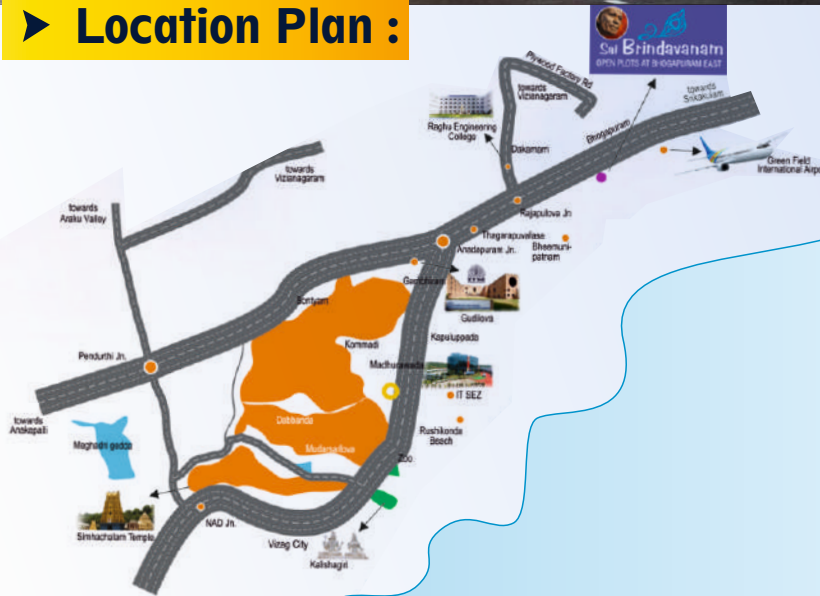 Location Plan :
Sai Brindavanam
OPEN PLOTS AT BHOGAPURAM EAST
Plywood Factory Rd
towards
Vizianagaram
towards
Srikakulam
Raghu Engineering
College
Dakamarri
Bhogapuram
Green Field
International Airpo
towards
Vizianagaram
towards
Araku Valley
Rajapulova Jn
Thagarapuvalasa
Anadapuram Jn.
Bheemuni-
patnam
Gambhiram
Gudilova
Boniyam
Kapuluppada
Kommadi
Madhurawada
Pendurthi Jn.
IT SEZ
towards
Anakapalli
Dabbanda
Rushikonda
Beach
Meghadri gedda
Mudasarlova
Zoo
Simhachalam Temple
NAD Jn.
Vizag City
Kailshagiri